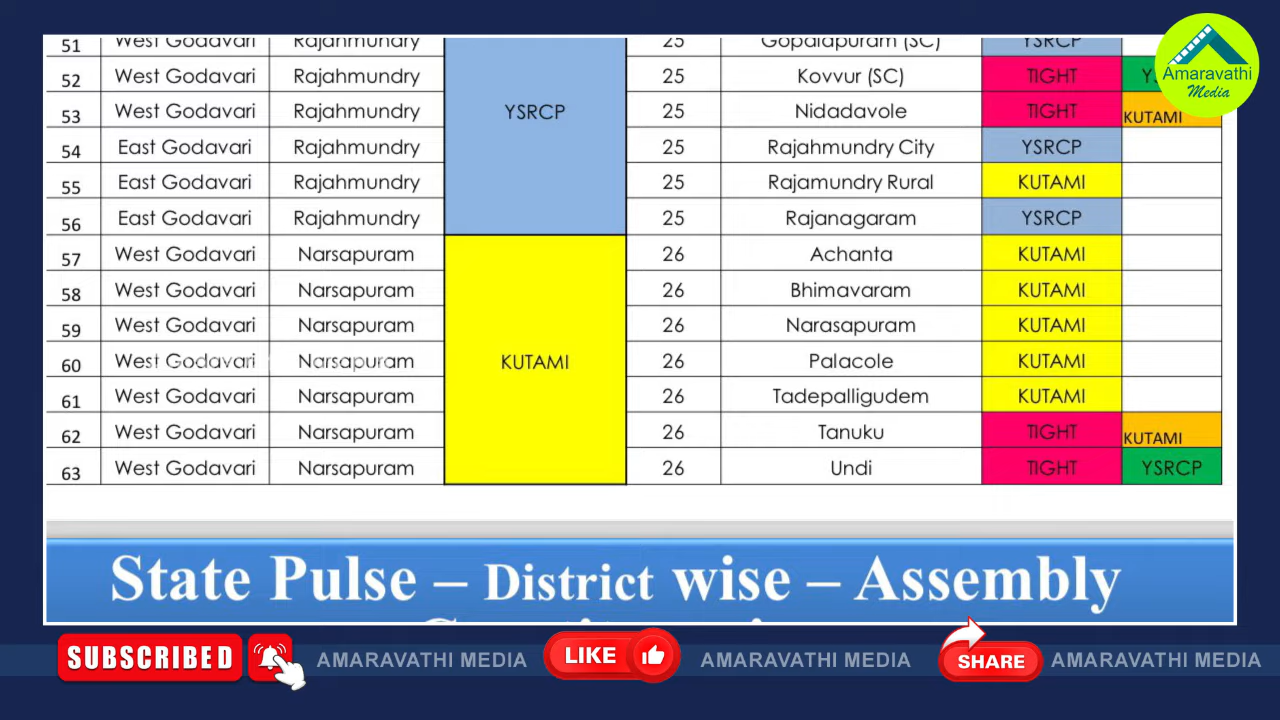 51 West Godavari Rajahmundry 25 Gopalapuram (SC) YSRCP
52 West Godavari Rajahmundry 25 Kovvur (SC) TIGHT
53 West Godavari Rajahmundry YSRCP 25 Nidadavole TIGHT KUTAMI
54 East Godavari Rajahmundry 25 Rajahmundry City YSRCP
55 East Godavari Rajahmundry 25 Rajamundry Rural KUTAMI
56 East Godavari Rajahmundry 25 Rajanagaram YSRCP
57 West Godavari Narsapuram 26 Achanta KUTAMI
58 West Godavari Narsapuram 26 Bhimavaram KUTAMI
59 West Godavari Narsapuram 26 Narasapuram KUTAMI
60 West Godavari Narsapuram KUTAMI 26 Palacole KUTAMI
61 West Godavari Narsapuram 26 Tadepalligudem KUTAMI
62 West Godavari Narsapuram 26 Tanuku TIGHT KUTAMI
63 West Godavari Narsapuram 26 Undi TIGHT YSRCP
Amaravathi
Media
State Pulse – District wise – Assembly
SUBSCRIBED AMARAVATHI MEDIA LIKE AMARAVATHI MEDIA SHARE AMARAVATHI MEDIA